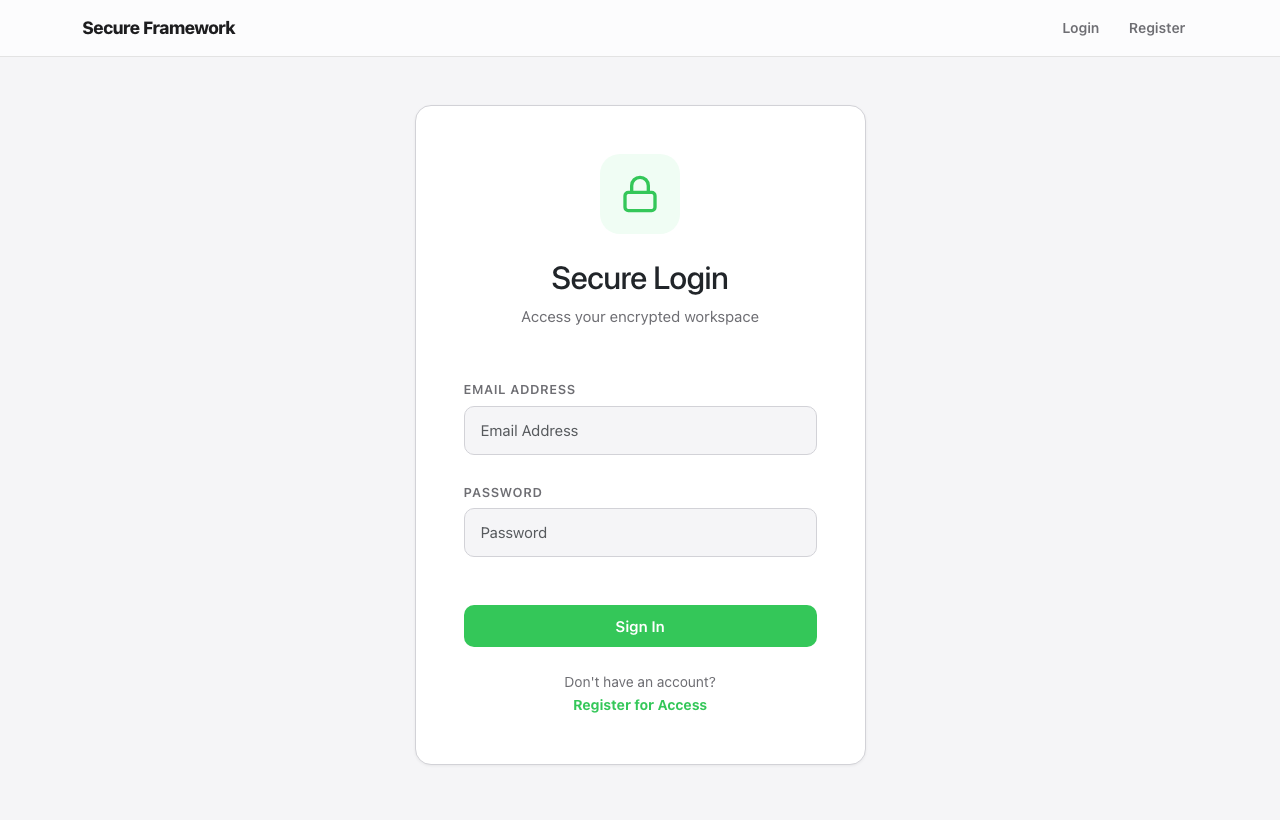 Secure Framework
Login
Register
Secure Login
Access your encrypted workspace
EMAIL ADDRESS
Email Address
PASSWORD
Password
Sign In
Don't have an account?
Register for Access